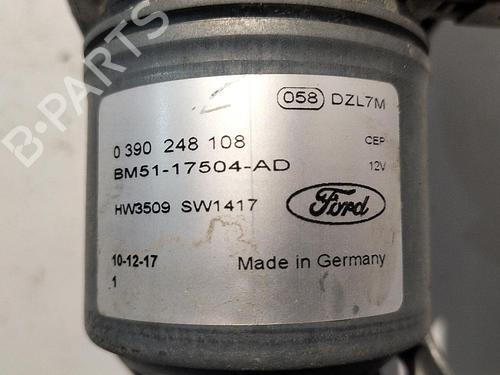 B-PARTS
058 DZL7M
0 390 248 108 CEP
BM51-17504-AD 12V
HW3509 SW1417 Ford
10-12-17 Made in Germany
1